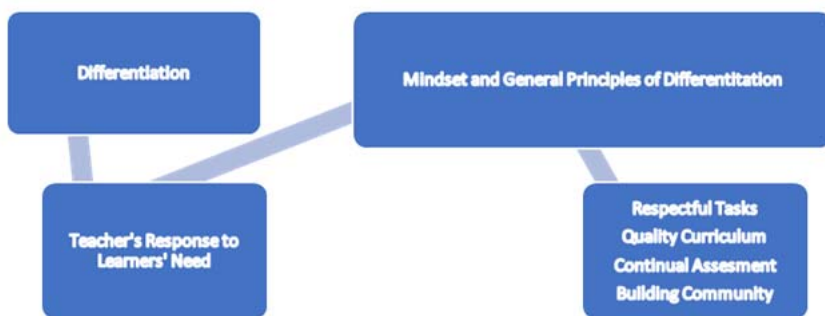 Differentiation
Mindset and General Principles of Differentitation
Teacher's Response to
Learners' Need
Respectful Tasks
Quality Curriculum
Continual Assesment
Building Community